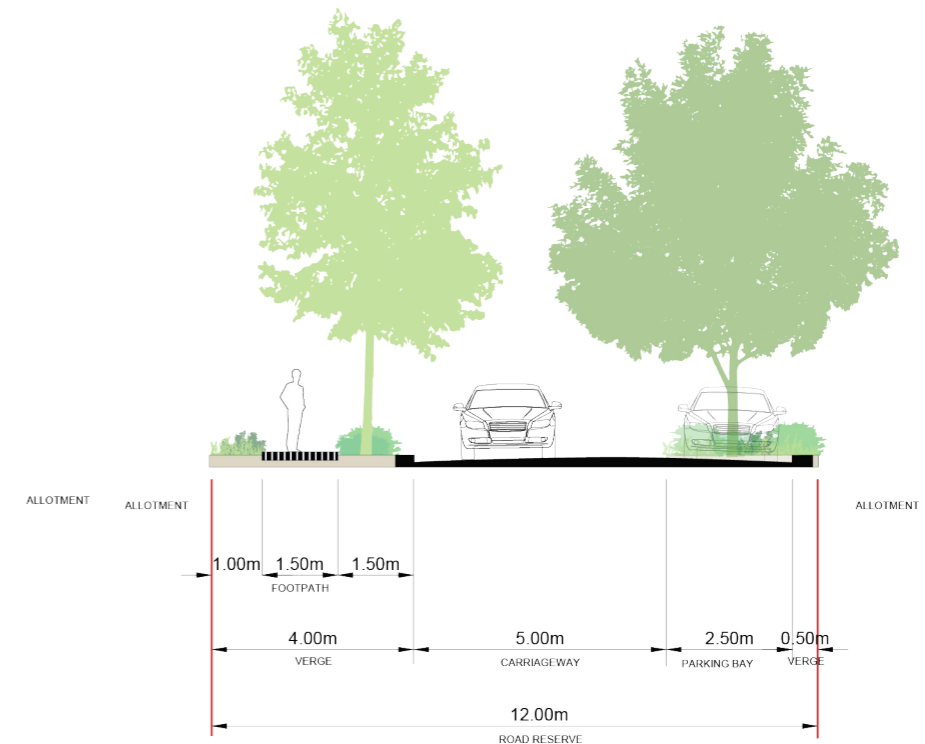 ALLOTMENT
ALLOTMENT
ALLOTMENT
1.00m 1.50m 1.50m
FOOTPATH
4.00m 5.00m 2.50m 0.50m
VERGE CARRIAGEWAY PARKING BAY VERGE
12.00m
ROAD RESERVE